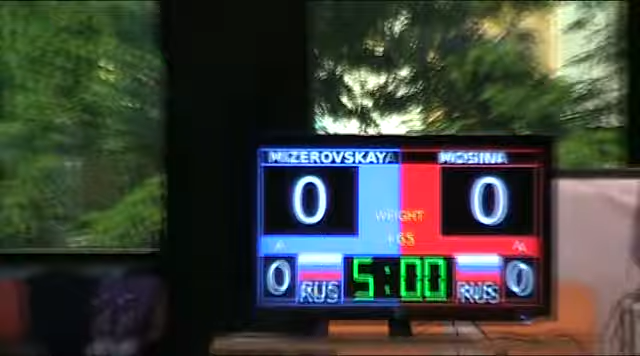 MIZEROVSKAYA MOSINA
0 0
WEIGHT
+65
A A
0 RUS 5:00 RUS 0